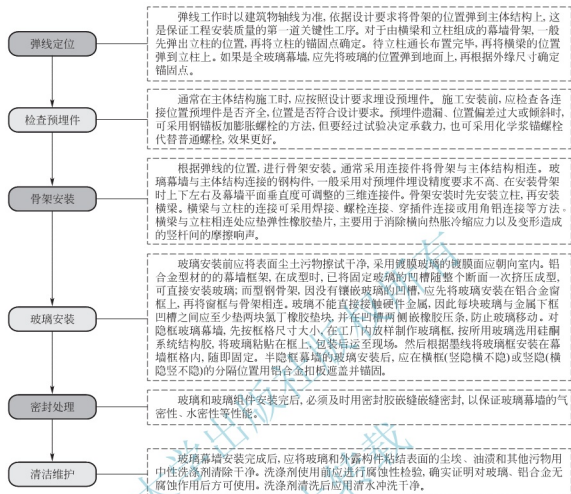 弹线定位
弹线工作时以建筑物轴线为准,依据设计要求将骨架的位置弹到主体结构上,这
是保证工程安装质量的第一道关键性工序。对于由横梁和立柱组成的幕墙骨架,一般
先弹出立柱的位置,再将立柱的锚固点确定。待立柱通长布置完毕,再将横梁的位置
弹到立柱上。如果是全玻璃幕墙,应先将玻璃的位置弹到地面上,再根据外缘尺寸确定
锚固点。
检查预埋件
通常在主体结构施工时,应按照设计要求埋设预埋件。施工安装前,应检查各连
接位置预埋件是否齐全,位置是否符合设计要求。预埋件遗漏、位置偏差过大或倾斜时,
可采用钢锚板加膨胀螺栓的方法,但要经过试验决定承载力,也可采用化学浆锚螺栓
代替普通螺栓,效果更好。
骨架安装
根据弹线的位置,进行骨架安装。通常采用连接件将骨架与主体结构相连。玻
璃幕墙与主体结构连接的钢构件,一般采用对预埋件埋设精度要求不高、在安装骨架
时上下左右及幕墙平面垂直度可调整的三维连接件。骨架安装时先安装立柱,再安装
横梁。横梁与立柱的连接可采用焊接、螺栓连接、穿插件连接或用角铝连接等方法。
横梁与立柱相连处应垫弹性橡胶垫片,主要用于消除横向热胀冷缩应力以及变形造成
的竖杆间的摩擦响声。
玻璃安装
玻璃安装前应将表面尘土污物擦拭干净,采用镀膜玻璃的镀膜面应朝向室内。铝
合金型材的的幕墙框架,在成型时,已将固定玻璃的凹槽随整个断面一次挤压成型,
可直接安装玻璃;而型钢骨架,因没有镶嵌玻璃的凹槽,应先将玻璃安装在铝合金窗
框上,再将窗框与骨架相连。玻璃不能直接接触硬性金属,因此每块玻璃与金属下框
凹槽之间应至少垫两块氯丁橡胶垫块,并在凹槽两侧嵌橡胶压条,防止玻璃移动。对
隐框玻璃幕墙,先按框格尺寸大小,在工厂内放样制作玻璃框,按所用玻璃选用硅酮
系统结构胶,将玻璃粘贴在框上,包装托运至现场。然后根据墨线将玻璃框安装在幕
墙框格内,随即固定。半隐框幕墙的玻璃安装后,应在横框(竖隐横不隐)或竖隐(横
隐竖不隐)的分隔位置用铝合金扣板遮盖并锚固。
密封处理
玻璃和玻璃组件安装完后,必须及时用密封胶嵌缝嵌缝密封,以保证玻璃幕墙的气
密性、水密性等性能。
清洁维护
玻璃幕墙安装完成后,应将玻璃和外露构件粘结表面的尘埃、油渍和其他污物用
中性洗涤剂清除干净。洗涤剂使用前应进行腐蚀性检验,确实证明对玻璃、铝合金无
腐蚀作用后方可使用。洗涤剂清洗后应用清水冲洗干净。